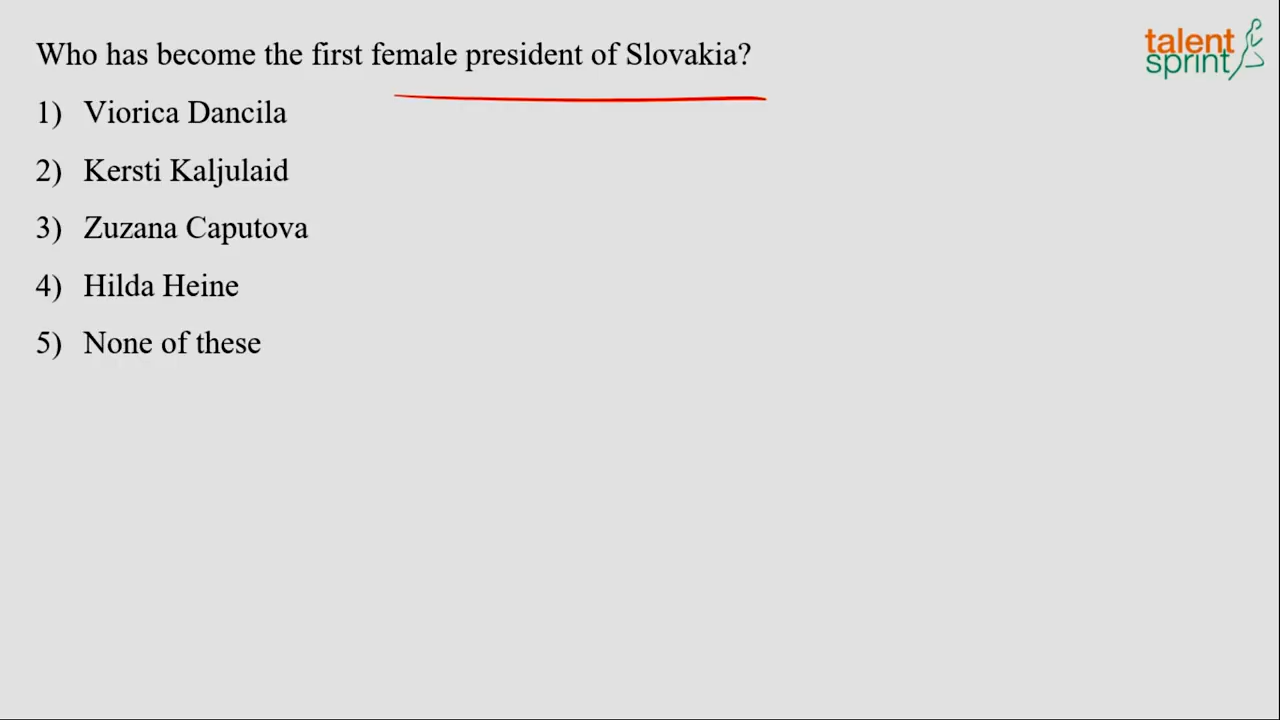 Who has become the first female president of Slovakia?
talent
sprint
1) Viorica Dancila
2) Kersti Kaljulaid
3) Zuzana Caputova
4) Hilda Heine
5) None of these